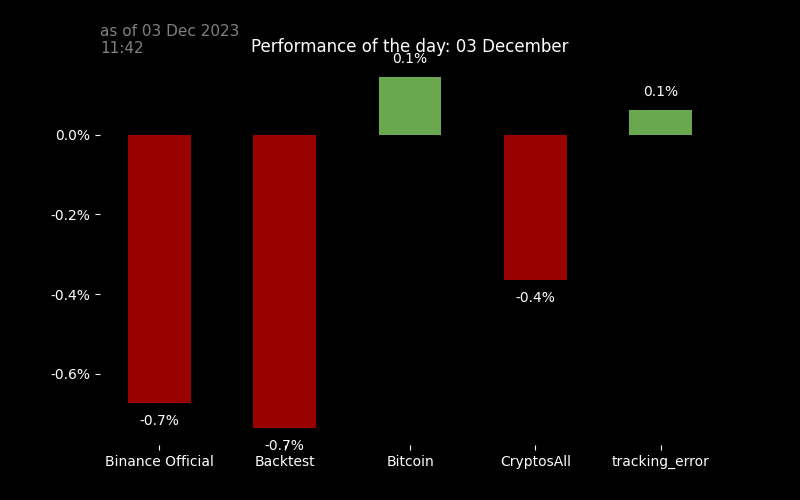 as of 03 Dec 2023
11:42
Performance of the day: 03 December
0.1%
0.1%
0.0%
-0.2%
-0.4%
-0.4%
-0.6%
-0.7%
-0.7%
Binance Official
Backtest
Bitcoin
CryptosAll
tracking_error